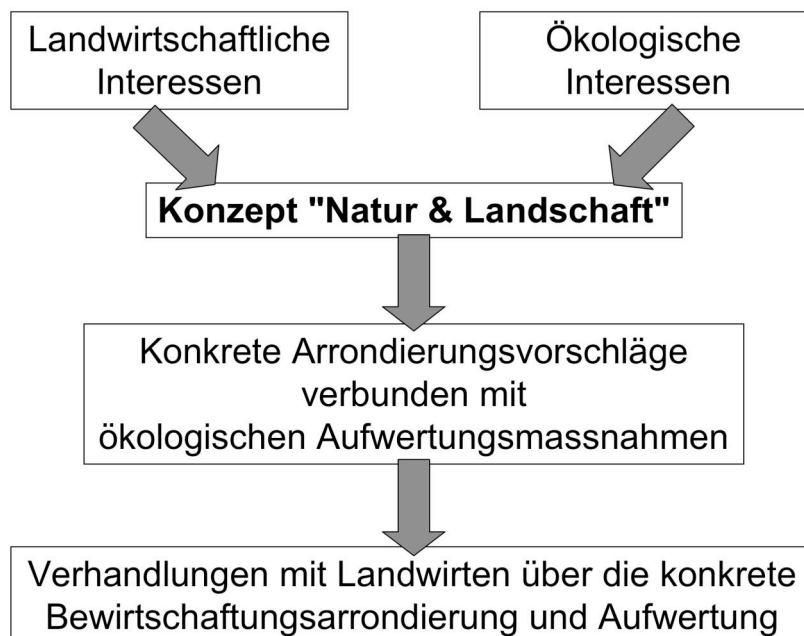 Landwirtschaftliche
Interessen
Ökologische
Interessen
Konzept "Natur & Landschaft"
Konkrete Arrondierungsvorschläge
verbunden mit
ökologischen Aufwertungsmassnahmen
Verhandlungen mit Landwirten über die konkrete
Bewirtschaftungsarrondierung und Aufwertung